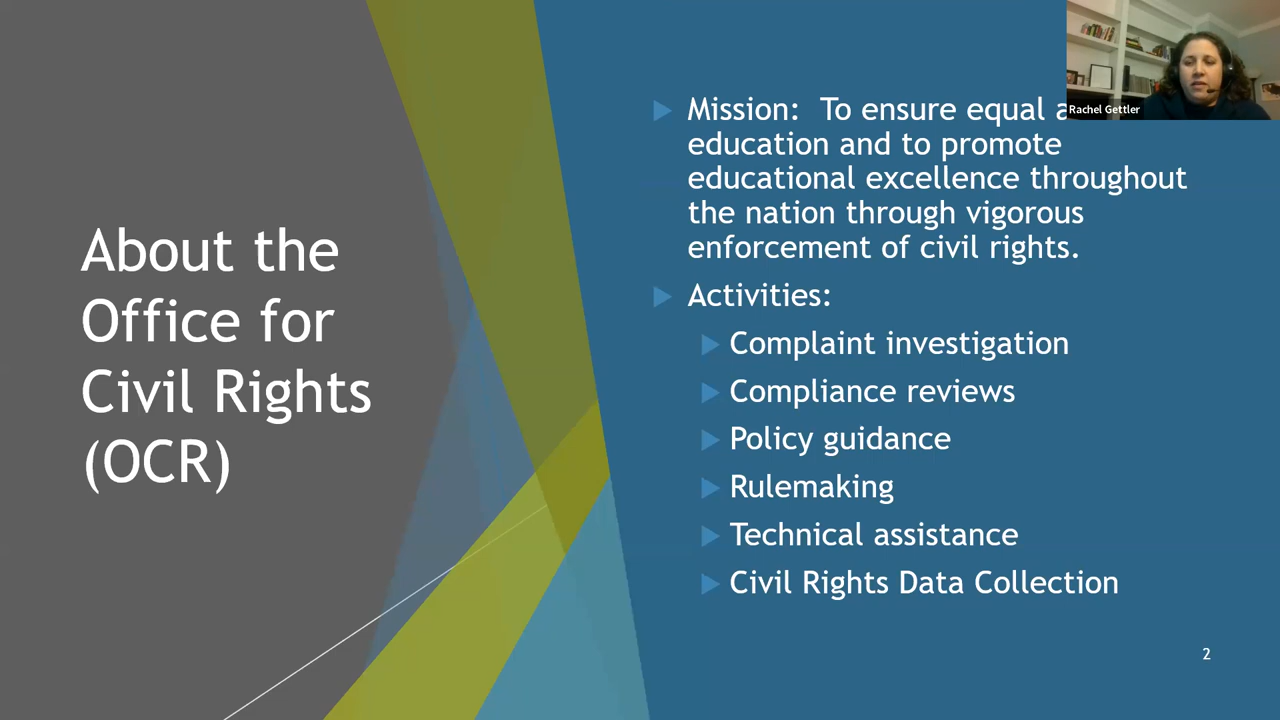 About the
Office for
Civil Rights
(OCR)
Mission: To ensure equal
education and to promote
educational excellence throughout
the nation through vigorous
enforcement of civil rights.
Activities:
Complaint investigation
Compliance reviews
Policy guidance
Rulemaking
Technical assistance
Civil Rights Data Collection
Rachel Gettler
2